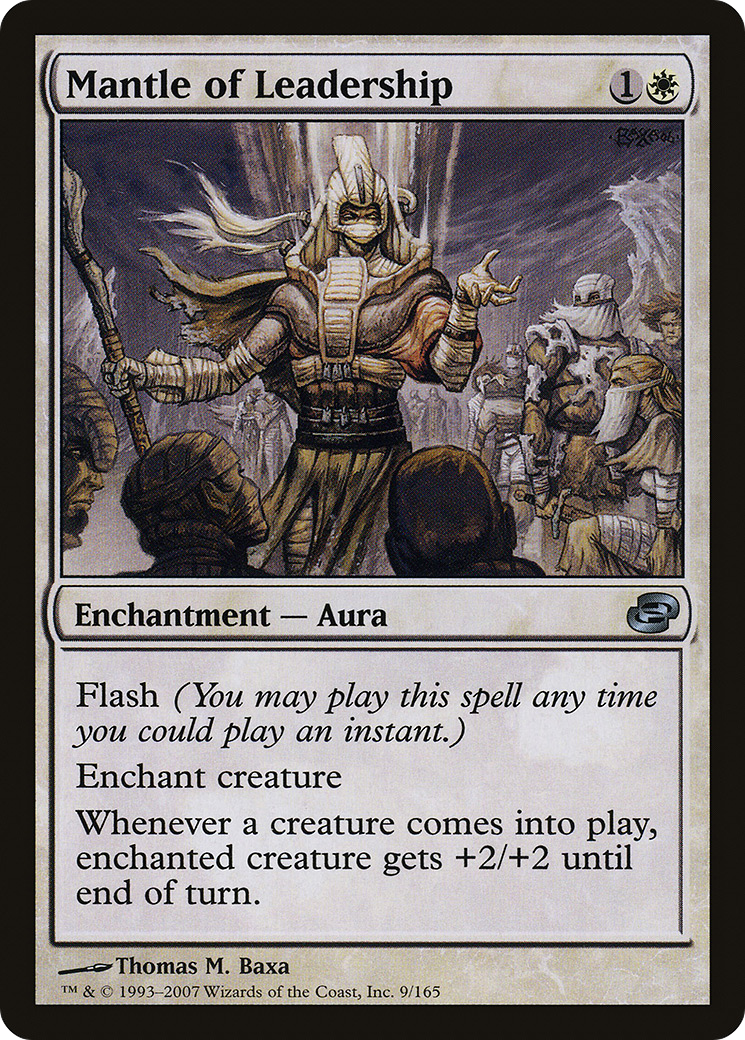 Mantle of Leadership 1
BAXA 06
Enchantment — Aura
Flash (You may play this spell any time
you could play an instant.)
Enchant creature
Whenever a creature comes into play,
enchanted creature gets +2/+2 until
end of turn.
Thomas M. Baxa
™ & © 1993–2007 Wizards of the Coast, Inc. 9/165